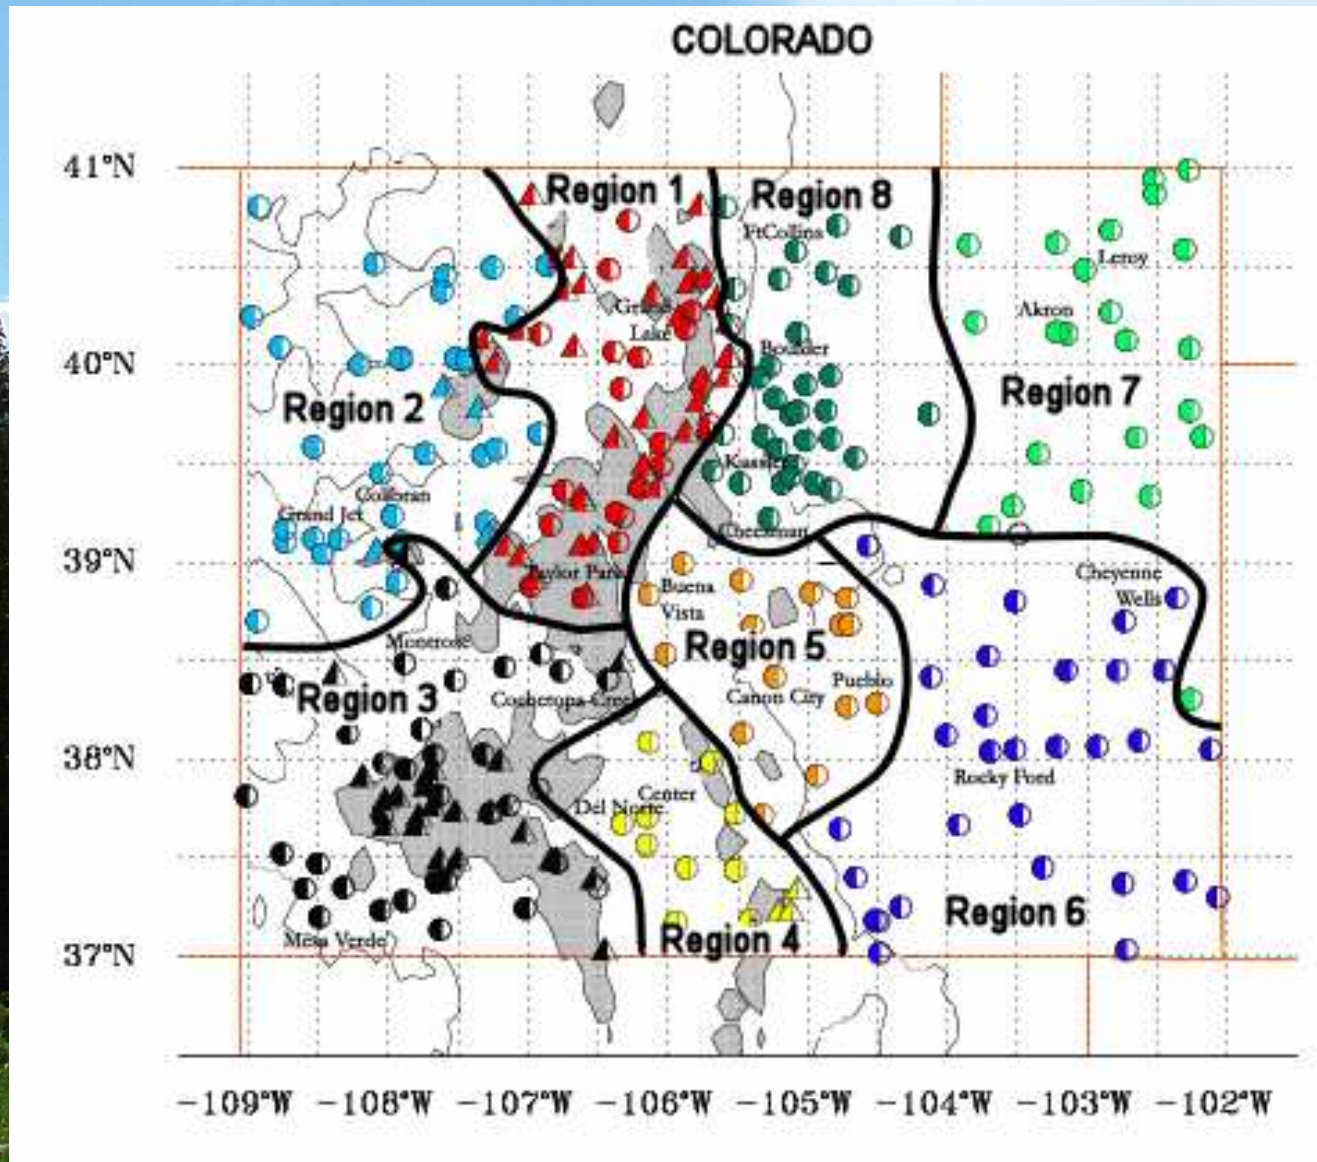 COLORADO
41°N
Region 1
Region 8
FtCollins
Leroy
Grand
Lake
Akron
Boulder
40°N
Region 2
Region 7
Kassler
Collbran
Grand Jct
Cheesman
39°N
Taylor Park
Buena
Vista
Cheyenne
Wells
Montrose
Region 5
Region 3
Cochetopa Creek
Canon City
Pueblo
38°N
Rocky Ford
Center
Del Norte
Region 6
Mesa Verde
Region 4
37°N
-109°W -108°W -107°W -106°W -105°W -104°W -103°W -102°W